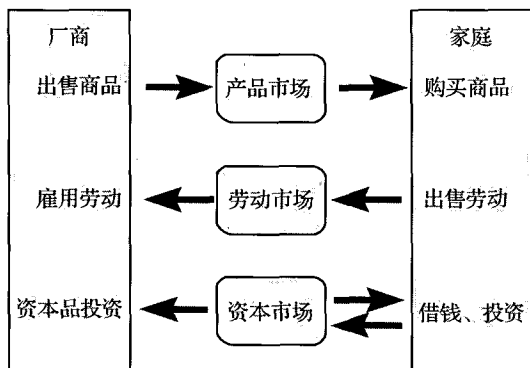 厂商
家庭
出售商品
产品市场
购买商品
雇用劳动
劳动市场
出售劳动
资本品投资
资本市场
借钱、投资